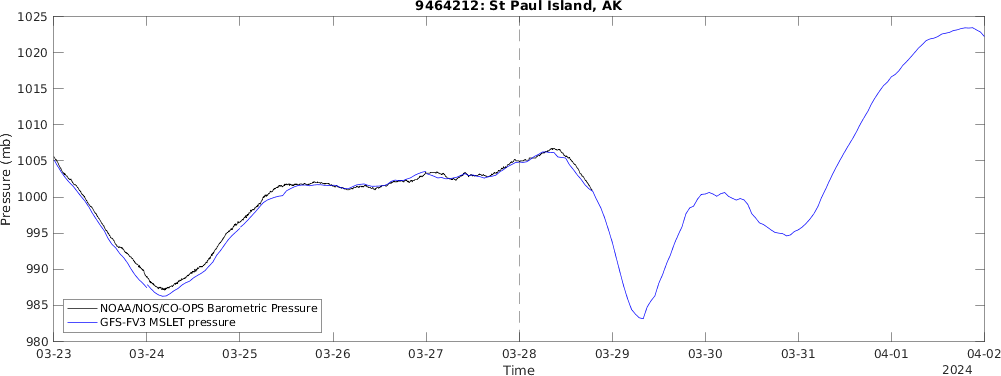 9464212: St Paul Island, AK
Pressure (mb)
1025
1020
1015
1010
1005
1000
995
990
985
980
NOAA/NOS/CO-OPS Barometric Pressure
GFS-FV3 MSLET pressure
03-23 03-24 03-25 03-26 03-27 03-28 03-29 03-30 03-31 04-01 04-02
Time
2024